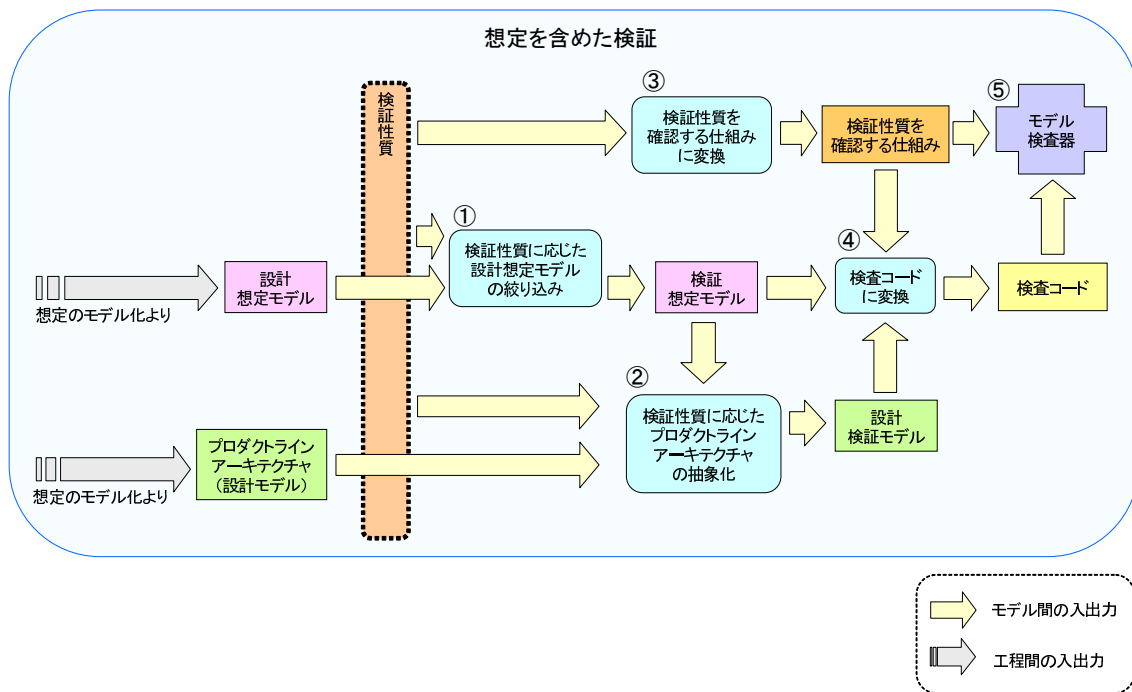 想定を含めた検証
検証性質
③
検証性質を
確認する仕組み
に変換
検証性質を
確認する仕組み
⑤
モデル
検査器
①
検証性質に応じた
設計想定モデル
の絞り込み
④
検査コード
に変換
検査コード
設計
想定モデル
検証
想定モデル
想定のモデル化より
②
検証性質に応じた
プロダクトライン
アーキテクチャ
の抽象化
設計
検証モデル
プロダクトライン
アーキテクチャ
（設計モデル）
想定のモデル化より
モデル間の入出力
工程間の入出力